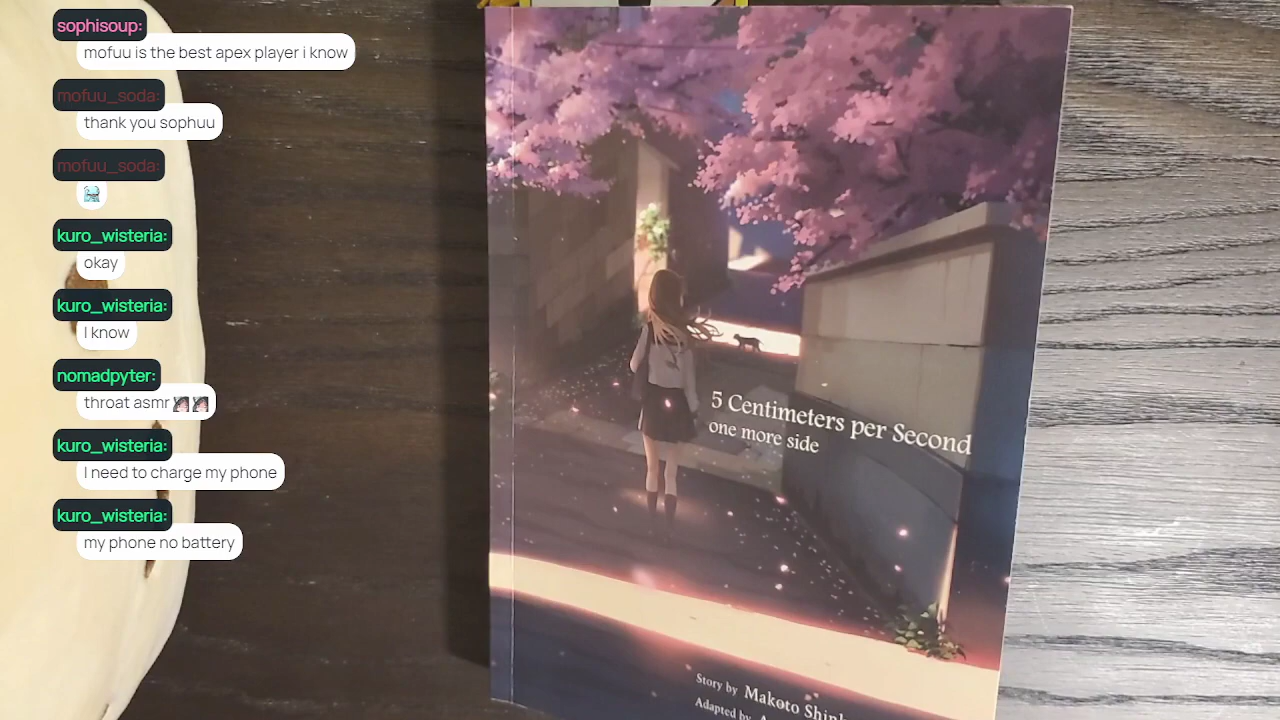 sophisoup:
mofuu is the best apex player i know
mofuu_soda:
thank you sophuu
mofuu_soda:
kuro_wisteria:
okay
kuro_wisteria:
I know
nomadpyter:
throat asmr
kuro_wisteria:
I need to charge my phone
kuro_wisteria:
my phone no battery
5 Centimeters per Second
one more side
Story by Makoto
Adapted by